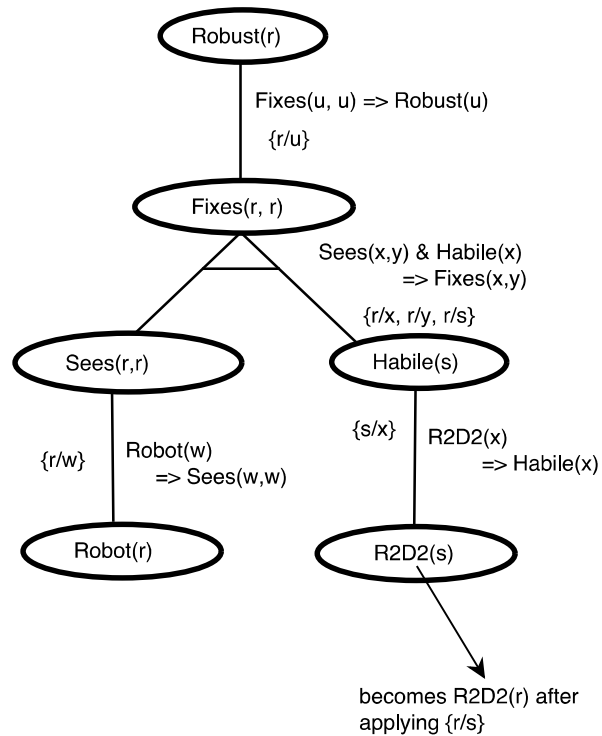 Robust(r)
Fixes(u, u) => Robust(u)
{r/u}
Fixes(r, r)
Sees(x,y) & Habile(x)
=> Fixes(x,y)
{r/x, r/y, r/s}
Sees(r,r)
Habile(s)
{r/w}
Robot(w)
=> Sees(w,w)
{s/x}
R2D2(x)
=> Habile(x)
Robot(r)
R2D2(s)
becomes R2D2(r) after
applying {r/s}